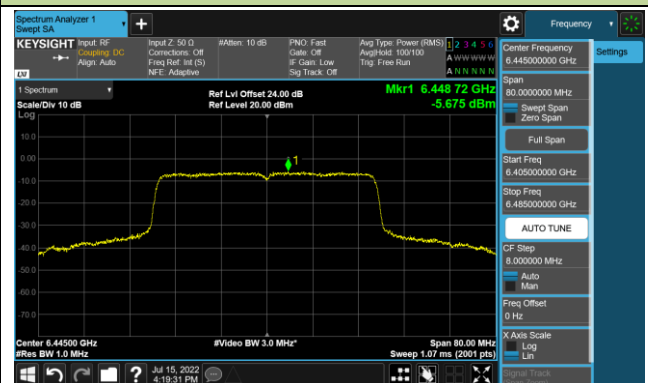 Spectrum Analyzer 1
Swept SA
Frequency
KEYSIGHT
Input: RF
Coupling: DC
Align: Auto
Input Z: 50 Ω
Corrections: Off
Freq Ref: Int (S)
NFE: Adaptive
#Atten: 10 dB
PNO: Fast
Gate: Off
IF Gain: Low
Sig Track: Off
Avg Type: Power (RMS)
Avg|Hold: 100/100
Trig: Free Run
1 2 3 4 5 6
A W W W W W
A N N N N N
LXI
1 Spectrum
Scale/Div 10 dB
Log
Ref Lvl Offset 24.00 dB
Ref Level 20.00 dBm
Mkr1 6.448 72 GHz
-5.675 dBm
10.0
0.00
-10.0
-20.0
-30.0
-40.0
-50.0
-60.0
-70.0
1
Center 6.44500 GHz
#Res BW 1.0 MHz
#Video BW 3.0 MHz*
Span 80.00 MHz
Sweep 1.07 ms (2001 pts)
Jul 15, 2022
4:19:31 PM
Center Frequency
6.445000000 GHz
Settings
Span
80.0000000 MHz
Swept Span
Zero Span
Full Span
Start Freq
6.405000000 GHz
Stop Freq
6.485000000 GHz
AUTO TUNE
CF Step
8.000000 MHz
Auto
Man
Freq Offset
0 Hz
X Axis Scale
Log
Lin
Signal Track